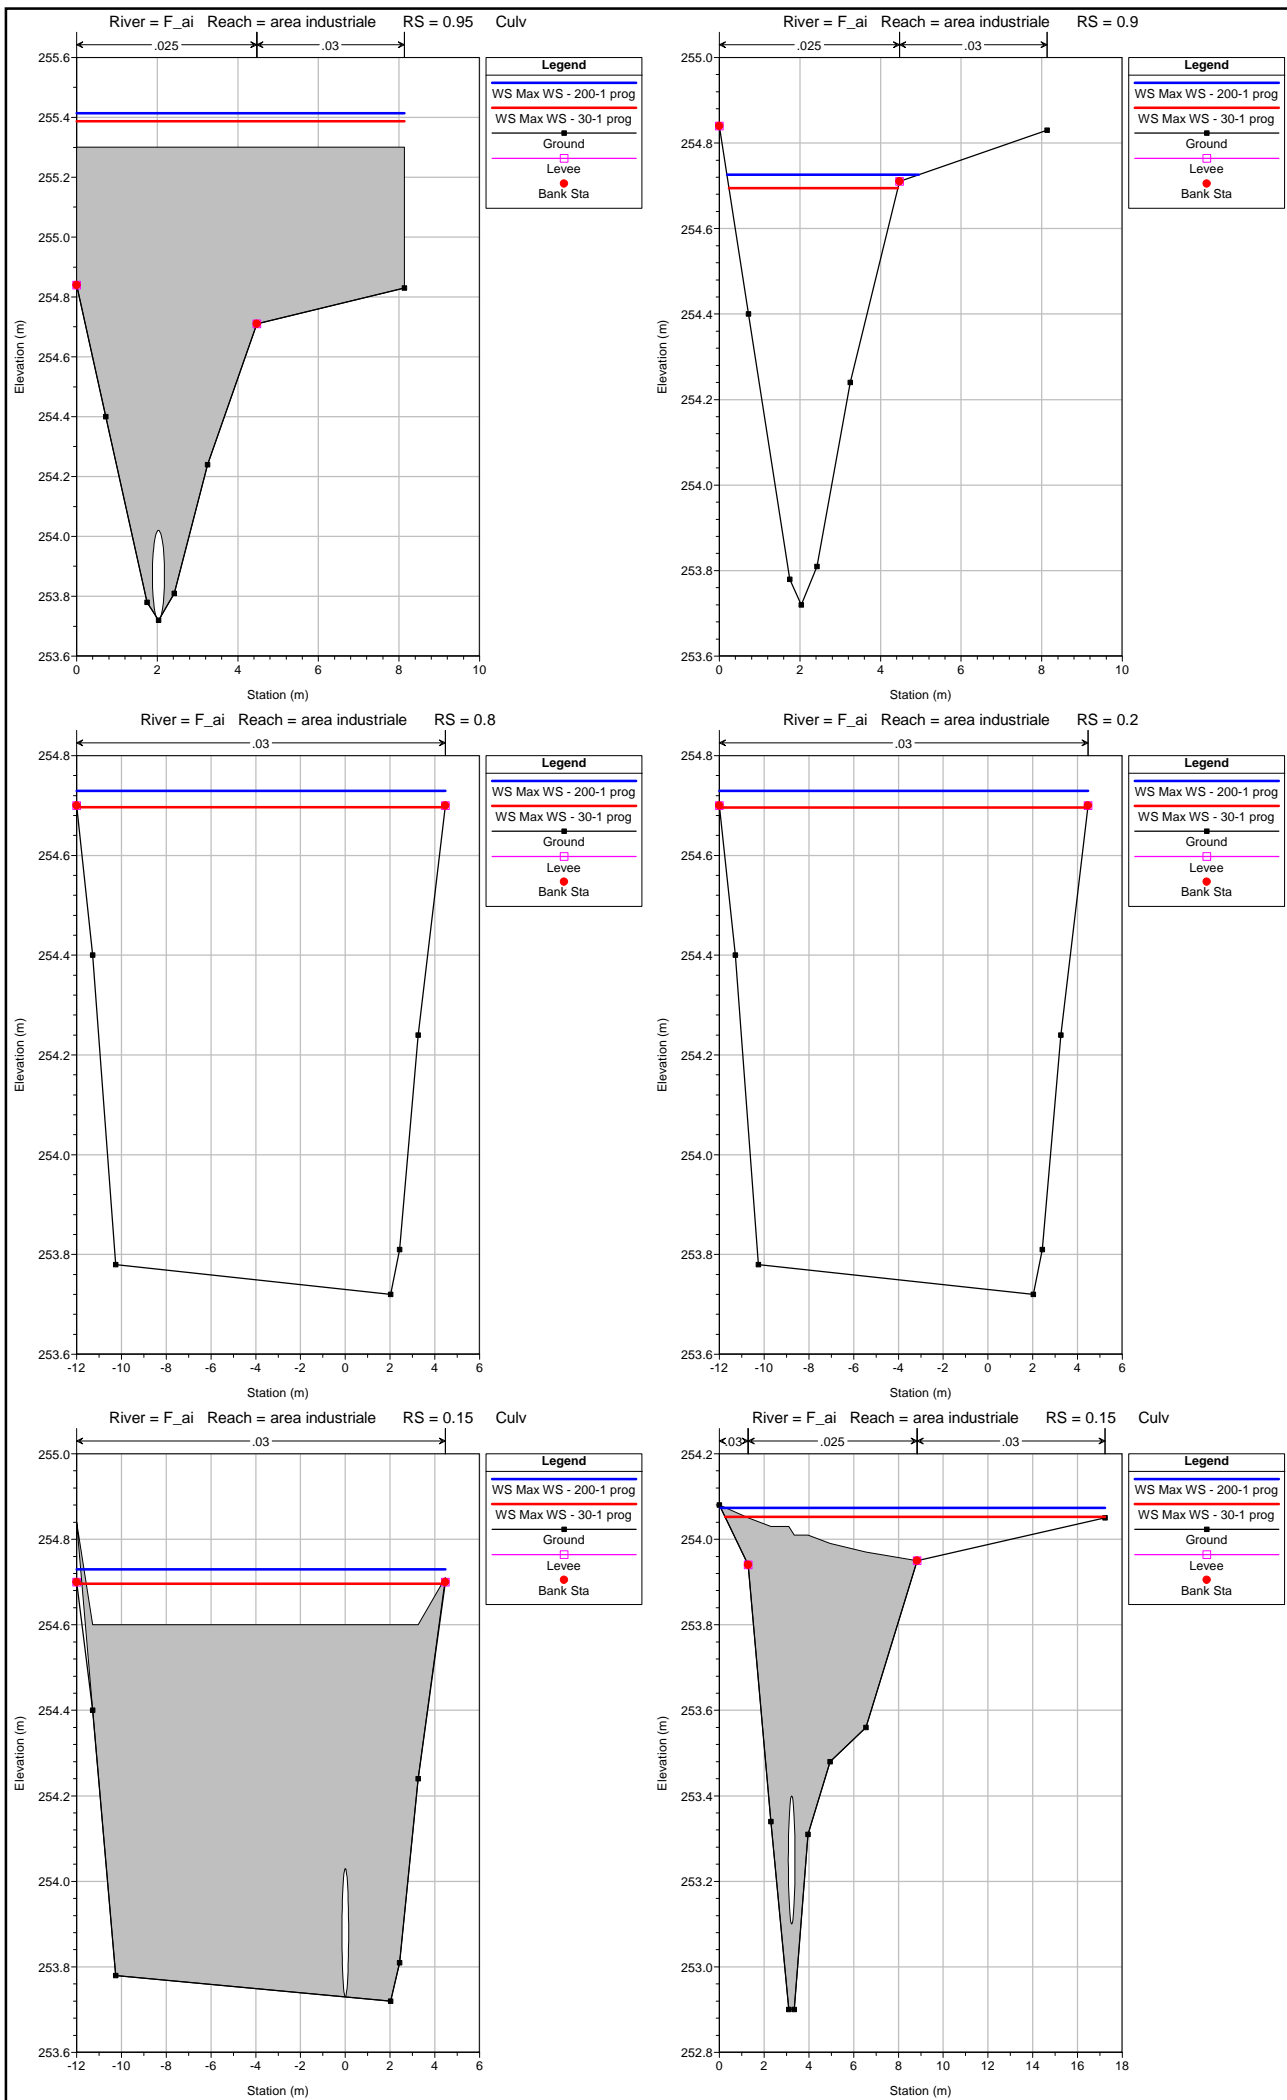 River = F_ai   Reach = area industriale      RS = 0.95      Culv
.025
.03
Legend
WS Max WS - 200-1 prog
WS Max WS - 30-1 prog
Ground
Levee
Bank Sta
255.6
255.4
255.2
255.0
254.8
254.6
254.4
254.2
254.0
253.8
253.6
Elevation (m)
0 2 4 6 8 10
Station (m)
River = F_ai   Reach = area industriale      RS = 0.9
.025
.03
Legend
WS Max WS - 200-1 prog
WS Max WS - 30-1 prog
Ground
Levee
Bank Sta
255.0
254.8
254.6
254.4
254.2
254.0
253.8
253.6
Elevation (m)
0 2 4 6 8 10
Station (m)
River = F_ai   Reach = area industriale      RS = 0.8
.03
Legend
WS Max WS - 200-1 prog
WS Max WS - 30-1 prog
Ground
Levee
Bank Sta
254.8
254.6
254.4
254.2
254.0
253.8
253.6
Elevation (m)
-12 -10 -8 -6 -4 -2 0 2 4 6
Station (m)
River = F_ai   Reach = area industriale      RS = 0.2
.03
Legend
WS Max WS - 200-1 prog
WS Max WS - 30-1 prog
Ground
Levee
Bank Sta
254.8
254.6
254.4
254.2
254.0
253.8
253.6
Elevation (m)
-12 -10 -8 -6 -4 -2 0 2 4 6
Station (m)
River = F_ai   Reach = area industriale      RS = 0.15      Culv
.03
Legend
WS Max WS - 200-1 prog
WS Max WS - 30-1 prog
Ground
Levee
Bank Sta
255.0
254.8
254.6
254.4
254.2
254.0
253.8
253.6
Elevation (m)
-12 -10 -8 -6 -4 -2 0 2 4 6
Station (m)
River = F_ai   Reach = area industriale      RS = 0.15      Culv
.03
.025
.03
Legend
WS Max WS - 200-1 prog
WS Max WS - 30-1 prog
Ground
Levee
Bank Sta
254.2
254.0
253.8
253.6
253.4
253.2
253.0
252.8
Elevation (m)
0 2 4 6 8 10 12 14 16 18
Station (m)